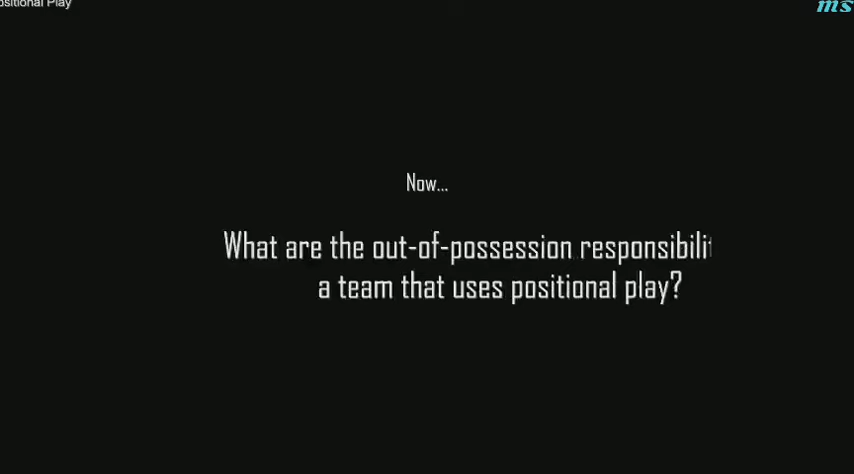 ositional Play
ms
Now...
What are the out-of-possession responsibilit
a team that uses positional play?